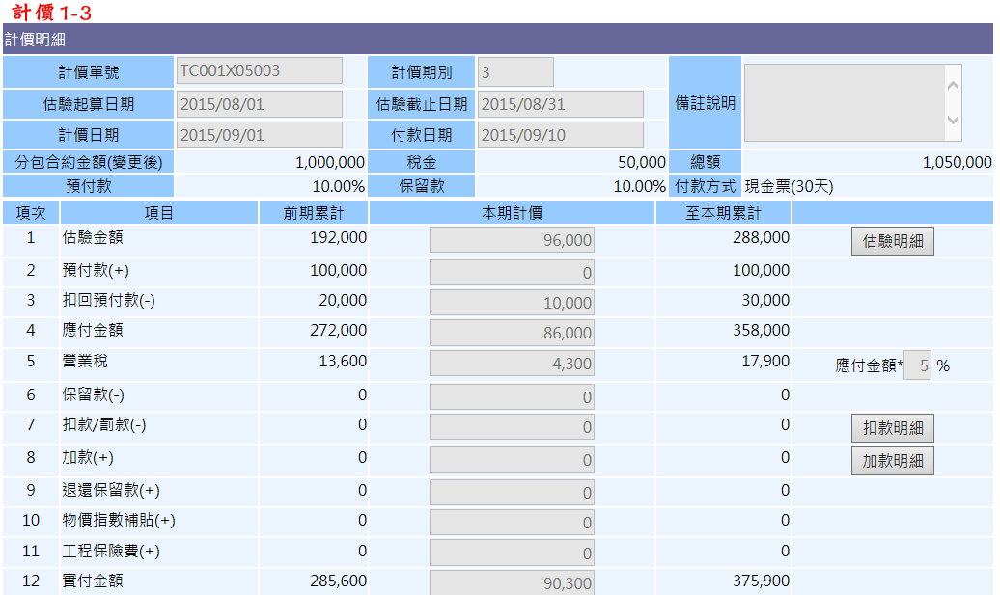 計價1-3
計價明細
計價單號 TC001X05003 計價期別 3 備註說明
估驗起算日期 2015/08/01 估驗截止日期 2015/08/31
計價日期 2015/09/01 付款日期 2015/09/10
分包合約金額(變更後) 1,000,000 稅金 50,000 總額 1,050,000
預付款 10.00% 保留款 10.00% 付款方式 現金票(30天)
項次 項目 前期累計 本期計價 至本期累計
1 估驗金額 192,000 96,000 288,000 估驗明細
2 預付款(+) 100,000 0 100,000
3 扣回預付款(-) 20,000 10,000 30,000
4 應付金額 272,000 86,000 358,000
5 營業稅 13,600 4,300 17,900 應付金額* 5 %
6 保留款(-) 0 0 0
7 扣款/罰款(-) 0 0 0 扣款明細
8 加款(+) 0 0 0 加款明細
9 退還保留款(+) 0 0 0
10 物價指數補貼(+) 0 0 0
11 工程保險費(+) 0 0 0
12 實付金額 285,600 90,300 375,900